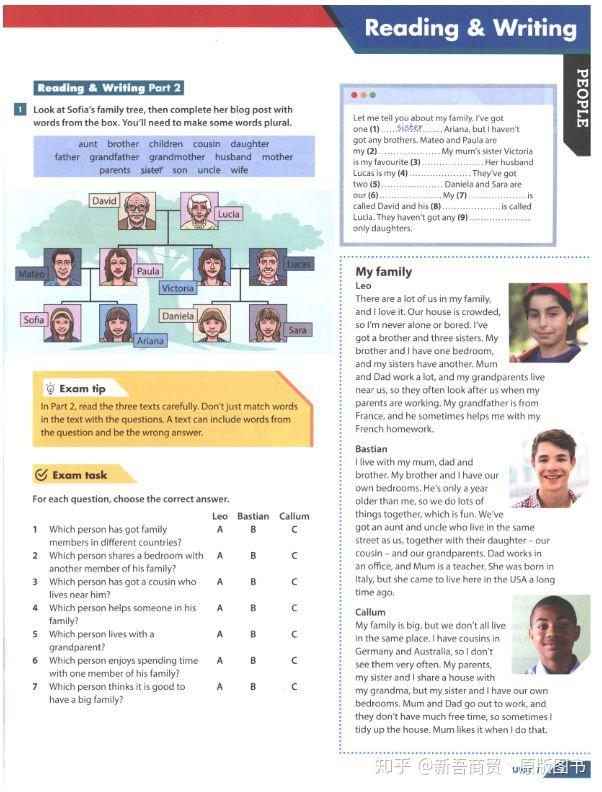 Reading & Writing
PEOPLE
Reading & Writing Part 2
1 Look at Sofia's family tree, then complete her blog post with
words from the box. You'll need to make some words plural.
aunt brother children cousin daughter
father grandfather grandmother husband mother
parents sister son uncle wife
David
Lucia
Mateo
Paula
Victoria
Lucas
Sofia
Ariana
Daniela
Sara
Exam tip
In Part 2, read the three texts carefully. Don't just match words
in the text with the questions. A text can include words from
the question and be the wrong answer.
Exam task
For each question, choose the correct answer.
Leo Bastian Callum
1 Which person has got family A B C
members in different countries?
2 Which person shares a bedroom with A B C
another member of his family?
3 Which person has got a cousin who A B C
lives near him?
4 Which person helps someone in his A B C
family?
5 Which person lives with a A B C
grandparent?
6 Which person enjoys spending time A B C
with one member of his family?
7 Which person thinks it is good to A B C
have a big family?
Let me tell you about my family. I've got
one (1) ....sister...., Ariana, but I haven't
got any brothers. Mateo and Paula are
my (2) .................... . My mum's sister Victoria
is my favourite (3) .................... . Her husband
Lucas is my (4) .................... . They've got
two (5) .................... . Daniela and Sara are
our (6) .................... . My (7) .................... is
called David and his (8) .................... is called
Lucia. They haven't got any (9) .................... ,
only daughters.
My family
Leo
There are a lot of us in my family,
and I love it. Our house is crowded,
so I'm never alone or bored. I've
got a brother and three sisters. My
brother and I have one bedroom,
and my sisters have another. Mum
and Dad work a lot, and my grandparents live
near us, so they often look after us when my
parents are working. My grandfather is from
France, and he sometimes helps me with my
French homework.
Bastian
I live with my mum, dad and
brother. My brother and I have our
own bedrooms. He's only a year
older than me, so we do lots of
things together, which is fun. We've
got an aunt and uncle who live in the same
street as us, together with their daughter – our
cousin – and our grandparents. Dad works in
an office, and Mum is a teacher. She was born in
Italy, but she came to live here in the USA a long
time ago.
Callum
My family is big, but we don't all live
in the same place. I have cousins in
Germany and Australia, so I don't
see them very often. My parents,
my sister and I share a house with
my grandma, but my sister and I have our own
bedrooms. Mum and Dad go out to work, and
they don't have much free time, so sometimes I
tidy up the house. Mum likes it when I do that.
知乎 @新吾商贸 原版图书